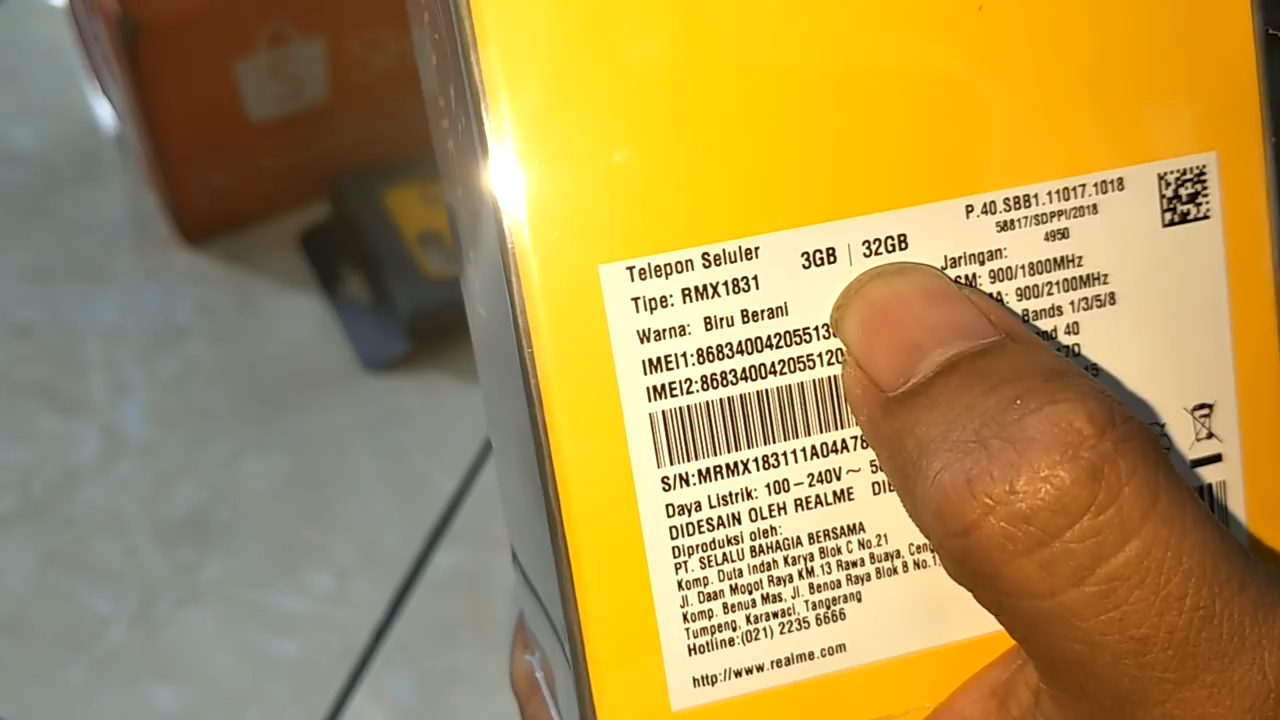 Telepon Seluler 3GB | 32GB
Tipe: RMX1831
Warna: Biru Berani
IMEI1:86834004205513
IMEI2:86834004205512
S/N:MRMX183111A04A78
Daya Listrik: 100-240V~
DIDESAIN OLEH REALME
Diproduksi oleh:
PT. SELALU BAHAGIA BERSAMA
Komp. Duta Indah Karya Blok C No.21
Jl. Daan Mogot Raya KM.13 Rawa Buaya,
Komp. Benua Mas, Jl. Benoa Raya Blok B
Tumpeng, Karawaci, Tangerang
Hotline:(021) 2235 6666
http://www.realme.com
P.40.SBB1.11017.1018
58817/SDPPI/2018
4950
Jaringan:
900/1800MHz
900/2100MHz
Bands 1/3/5/8
40